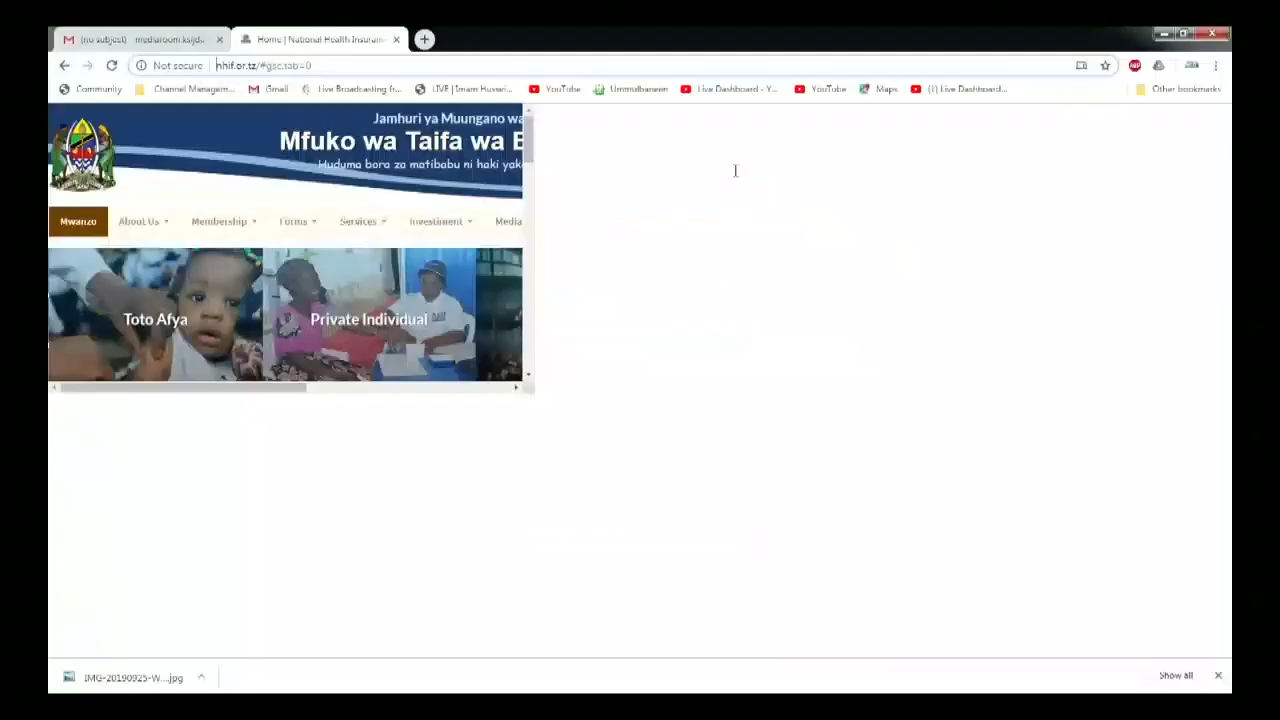 (no subject)
Home | National Health Insuran
Not secure
nhif.or.tz/#gsc.tab=0
Community
Channel Managem...
Gmail
Live Broadcasting fr...
LIVE | Imam Hussei...
YouTube
Ummulbaneen
Live Dashboard - Y...
YouTube
Maps
(1) Live Dashboard...
Other bookmarks
Jamhuri ya Muungano wa
Mfuko wa Taifa wa B
Huduma bora za matibabu ni haki yak
Mwanzo
About Us
Membership
Forms
Services
Investment
Media
Toto Afya
Private Individual
IMG-20190925-W....jpg
Show all